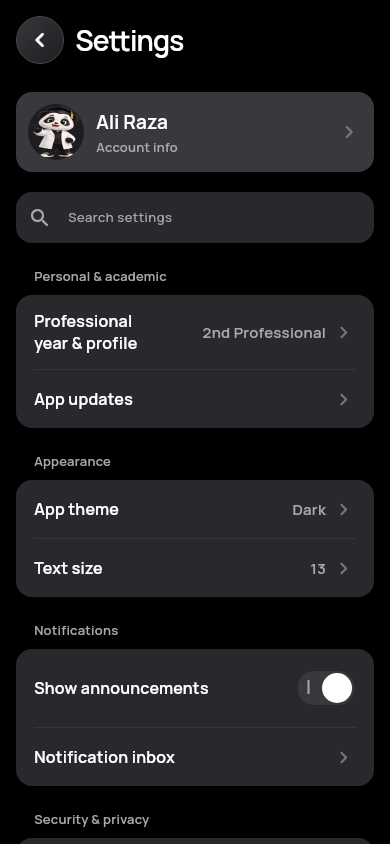 Settings
Ali Raza
Account info
Search settings
Personal & academic
Professional
year & profile
2nd Professional
App updates
Appearance
App theme
Dark
Text size
13
Notifications
Show announcements
Notification inbox
Security & privacy